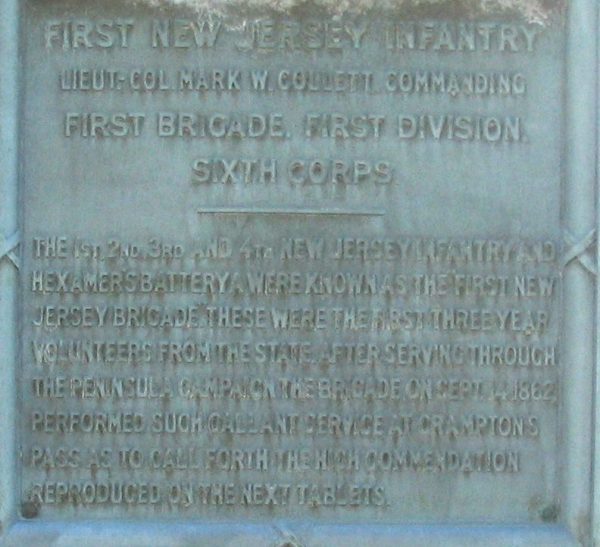 FIRST NEW JERSEY INFANTRY
LIEUT-COL. MARK W. COLLETT. COMMANDING
FIRST BRIGADE. FIRST DIVISION.
SIXTH CORPS
THE 1ST, 2ND, 3RD AND 4TH NEW JERSEY INFANTRY AND
HEXAMERS BATTERY A WERE KNOWN AS THE FIRST NEW
JERSEY BRIGADE. THESE WERE THE FIRST THREE YEAR
VOLUNTEERS FROM THE STATE. AFTER SERVING THROUGH
THE PENINSULA CAMPAIGN THE BRIGADE ON SEPT. 14 1862,
PERFORMED SUCH GALLANT SERVICE AT CRAMPTONS
PASS AS TO CALL FORTH THE HIGH COMMENDATION
REPRODUCED ON THE NEXT TABLETS.